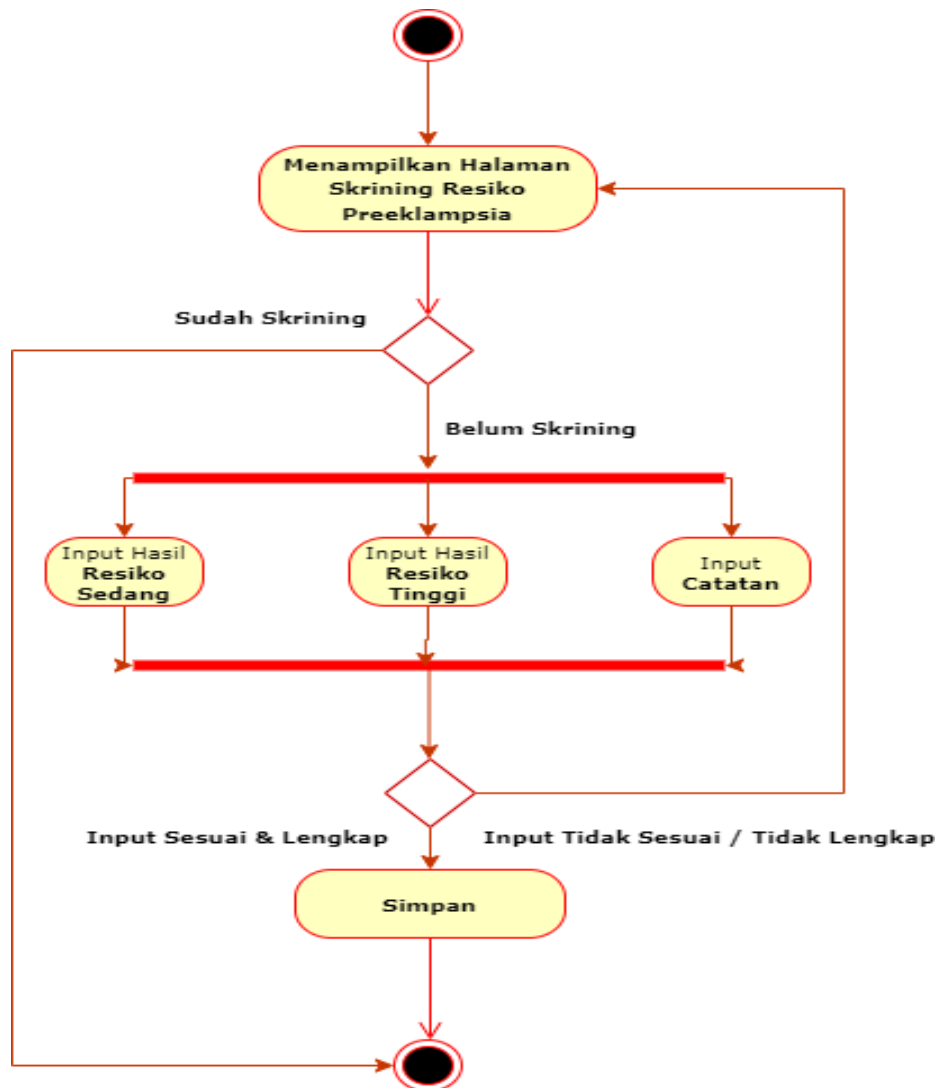 Menampilkan Halaman
Skrining Resiko
Preeklampsia
Sudah Skrining
Belum Skrining
Input Hasil
Resiko
Sedang
Input Hasil
Resiko
Tinggi
Input
Catatan
Input Sesuai & Lengkap
Input Tidak Sesuai / Tidak Lengkap
Simpan